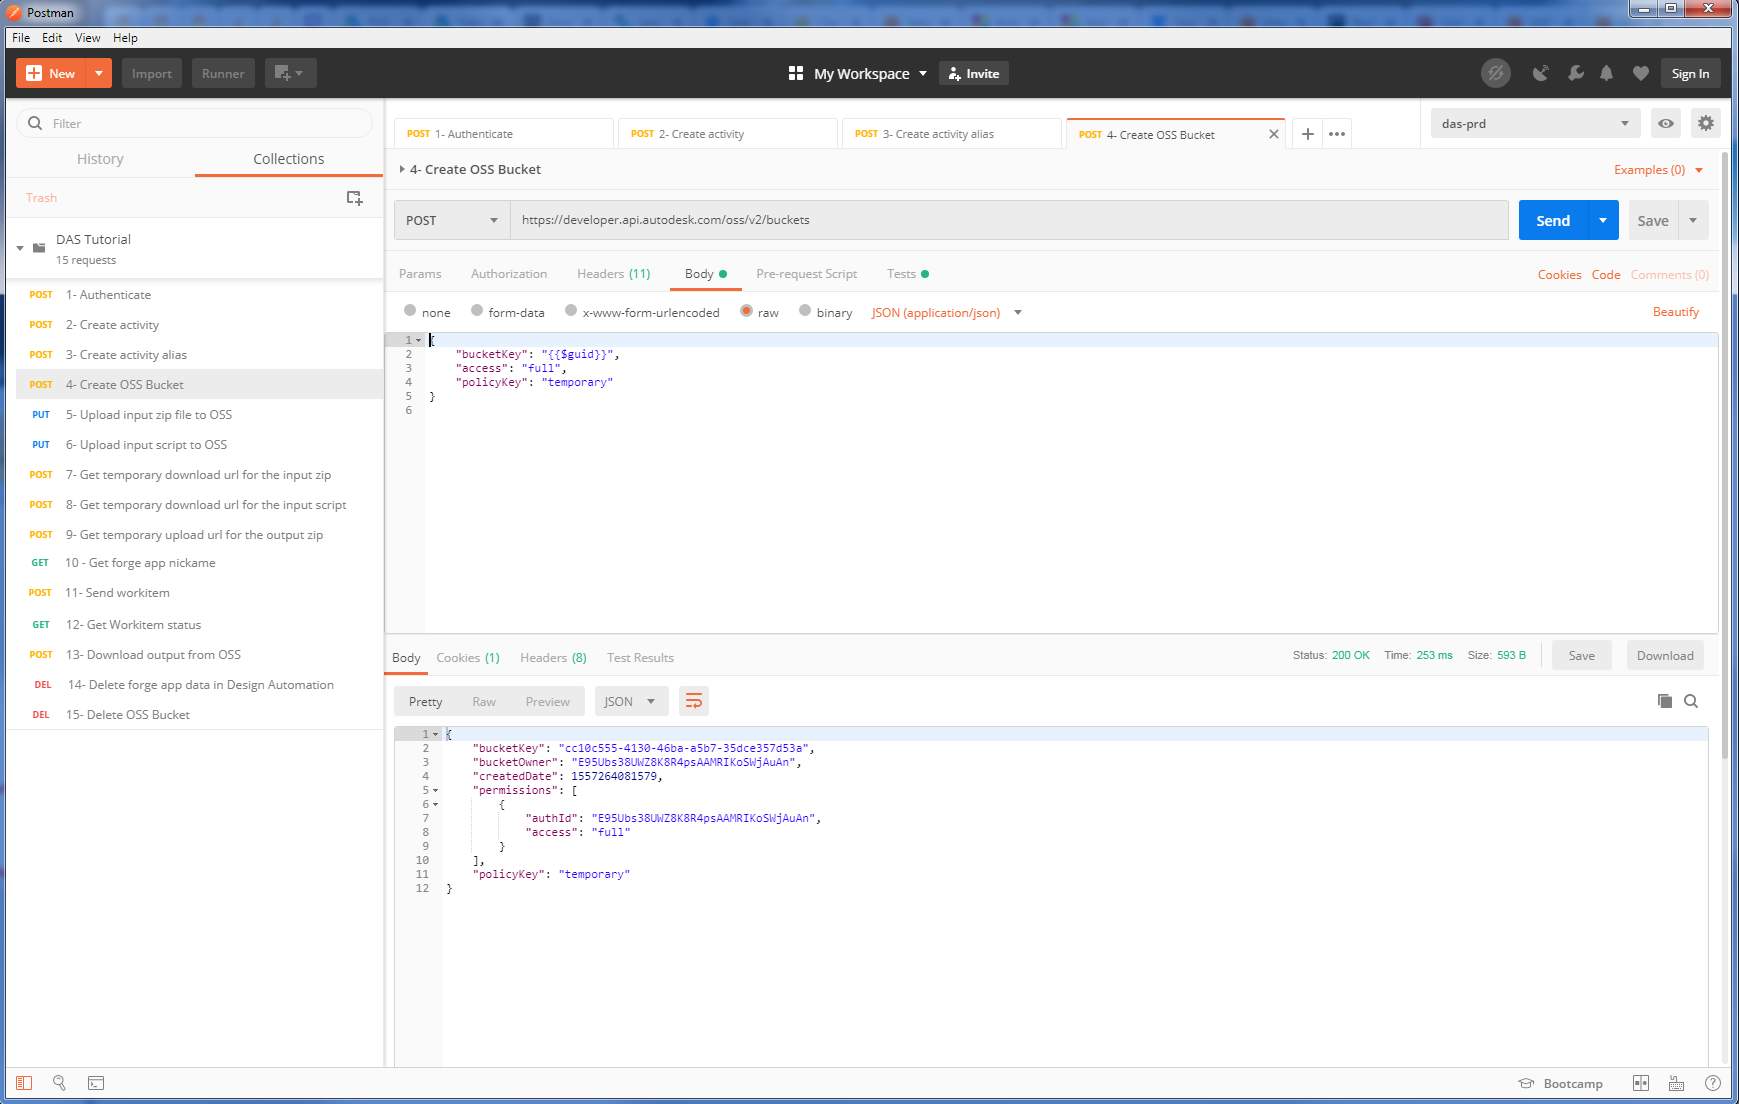 Postman
File Edit View Help
New Import Runner My Workspace Invite Sign In
Filter
History Collections
Trash
DAS Tutorial
15 requests
POST 1- Authenticate
POST 2- Create activity
POST 3- Create activity alias
POST 4- Create OSS Bucket
PUT 5- Upload input zip file to OSS
PUT 6- Upload input script to OSS
POST 7- Get temporary download url for the input zip
POST 8- Get temporary download url for the input script
POST 9- Get temporary upload url for the output zip
GET 10 - Get forge app nickame
POST 11- Send workitem
GET 12- Get Workitem status
POST 13- Download output from OSS
DEL 14- Delete forge app data in Design Automation
DEL 15- Delete OSS Bucket
POST 1- Authenticate POST 2- Create activity POST 3- Create activity alias POST 4- Create OSS Bucket das-prd
4- Create OSS Bucket Examples (0)
POST https://developer.api.autodesk.com/oss/v2/buckets Send Save
Params Authorization Headers (11) Body Pre-request Script Tests Cookies Code Comments (0)
none form-data x-www-form-urlencoded raw binary JSON (application/json) Beautify
1 {
2 "bucketKey": "{{$guid}}",
3 "access": "full",
4 "policyKey": "temporary"
5 }
6
Body Cookies (1) Headers (8) Test Results Status: 200 OK Time: 253 ms Size: 593 B Save Download
Pretty Raw Preview JSON
1 {
2 "bucketKey": "cc10c555-4130-46ba-a5b7-35dce357d53a",
3 "bucketOwner": "E95Ubs38UWZ8K8R4psAAMRIKoSWjAuAn",
4 "createdDate": 1557264081579,
5 "permissions": [
6 {
7 "authId": "E95Ubs38UWZ8K8R4psAAMRIKoSWjAuAn",
8 "access": "full"
9 }
10 ],
11 "policyKey": "temporary"
12 }
Bootcamp